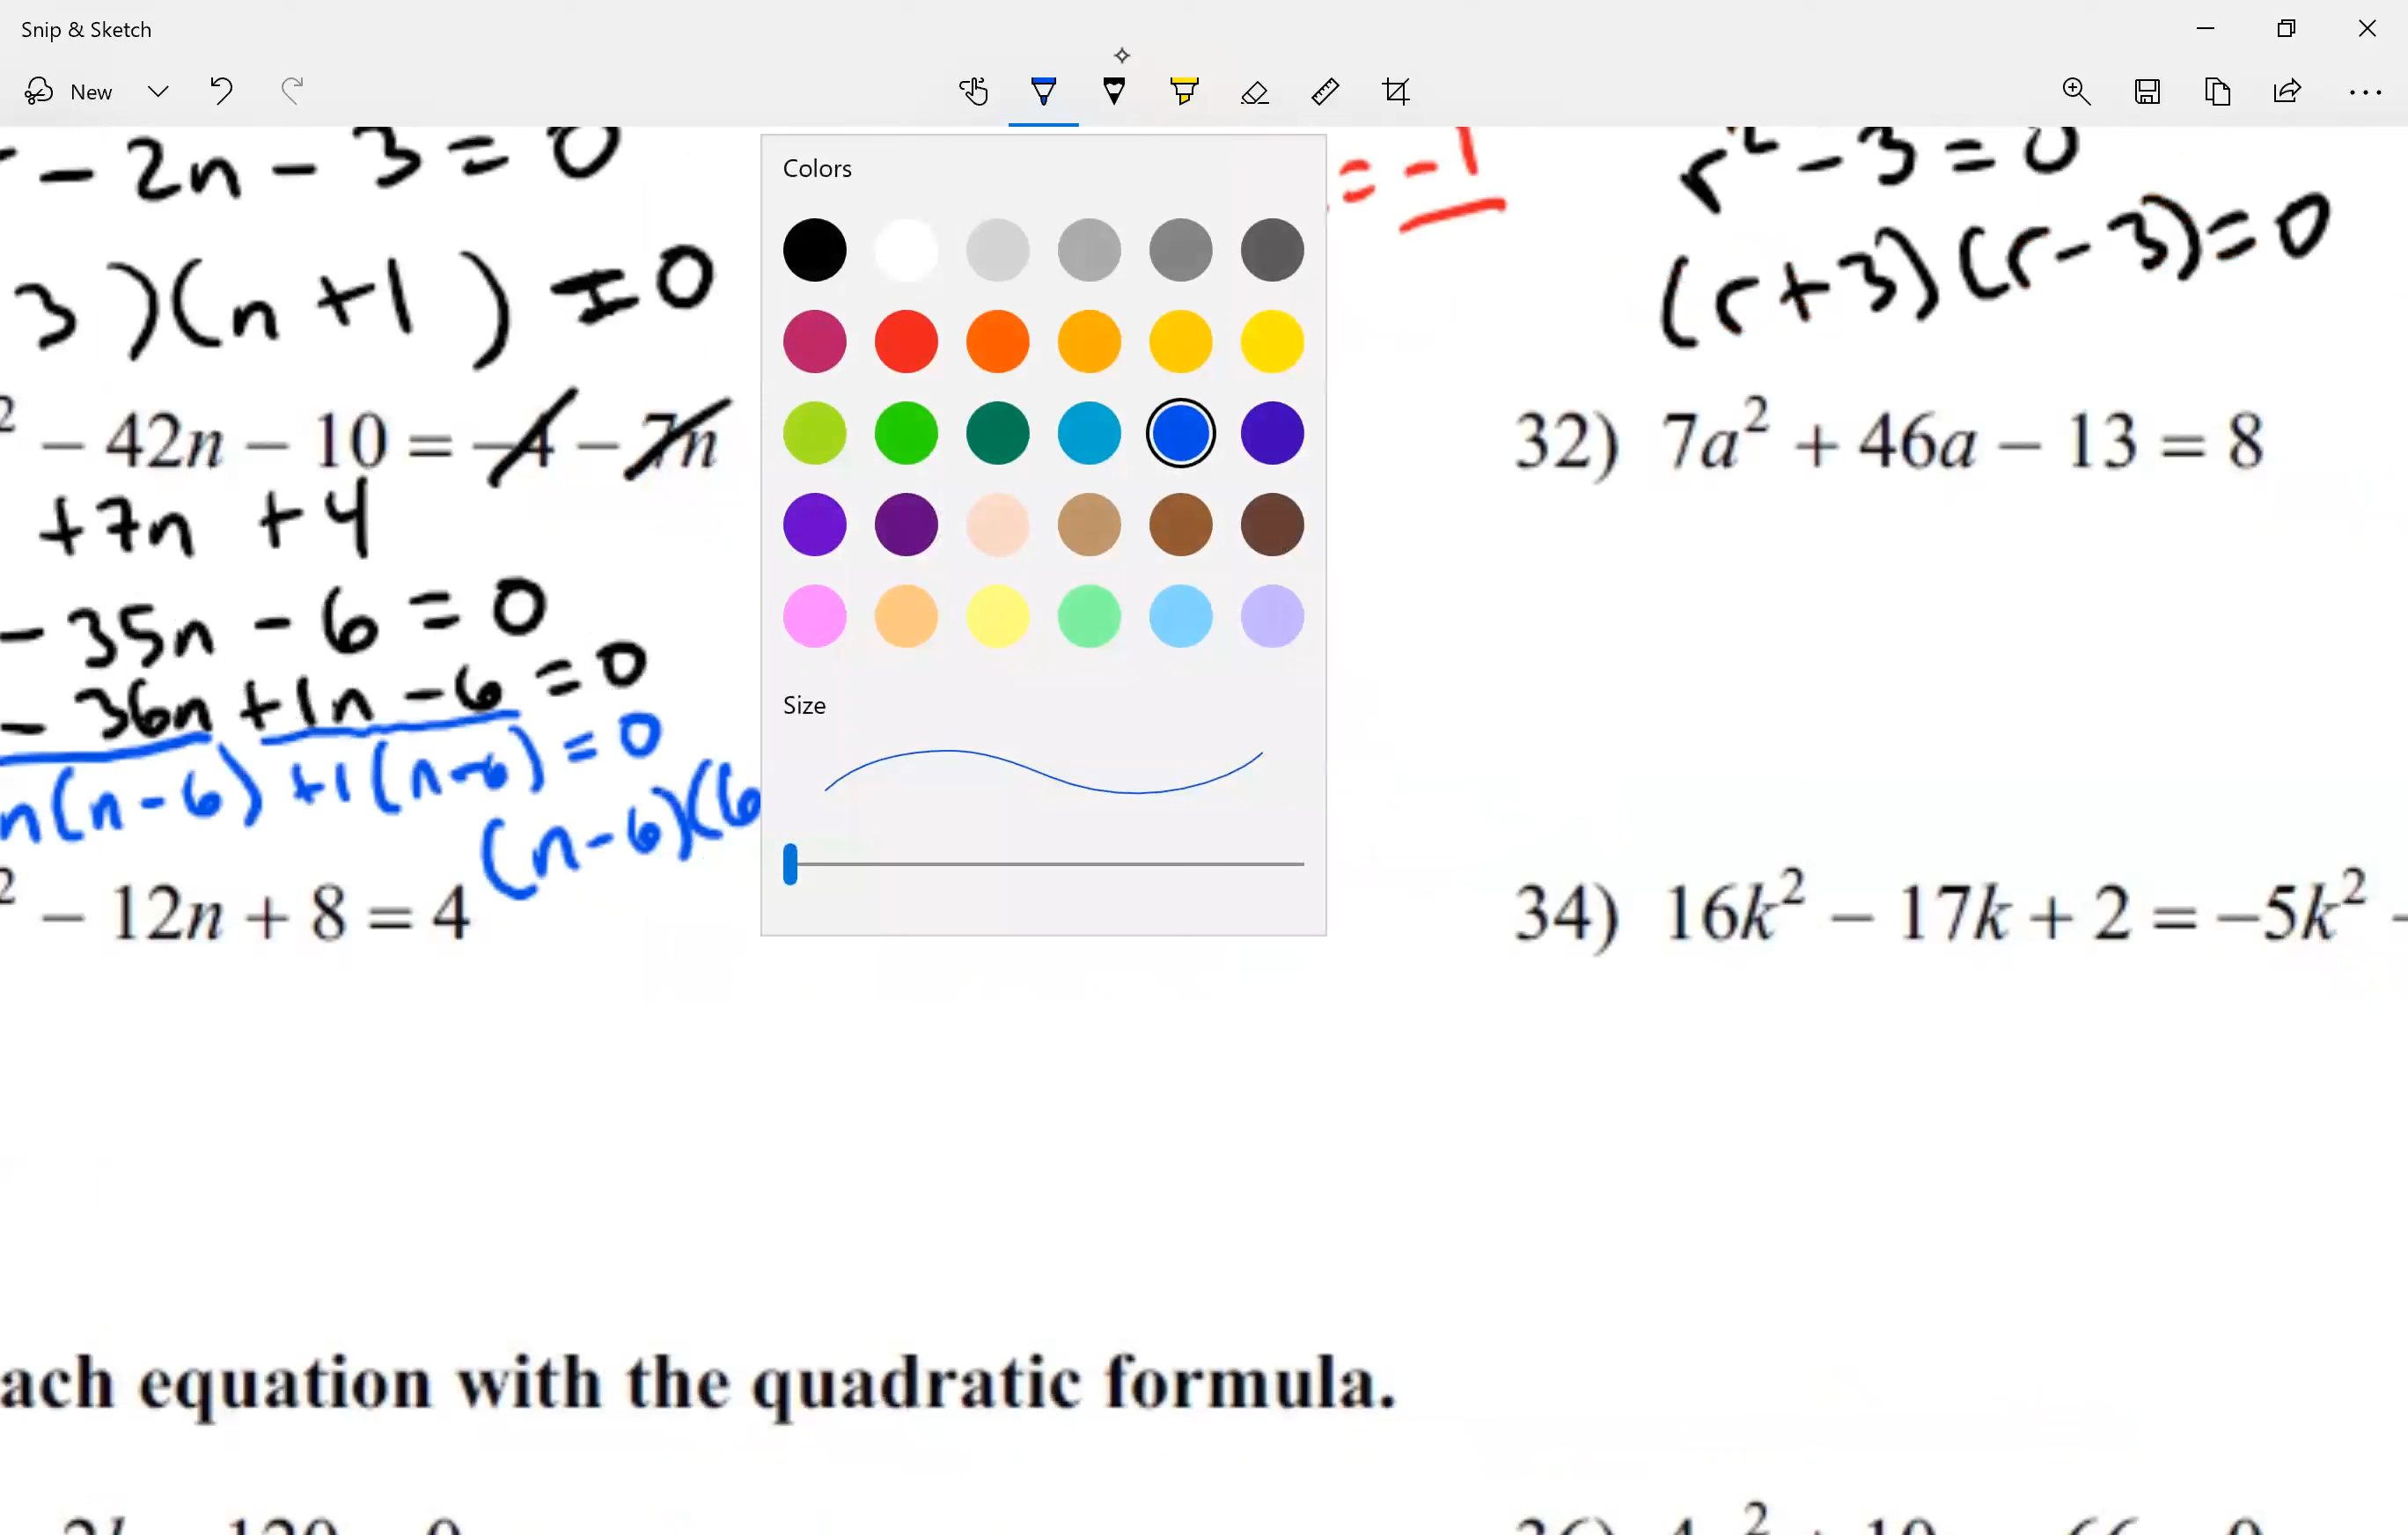 Snip & Sketch
New
- 2n - 3 = 0
3)(n + 1) = 0
2 - 42n - 10 = -4 - 7n
+7n +4
- 35n - 6 = 0
- 36n + 1n - 6 = 0
n(n - 6) + 1(n - 6) = 0
(n - 6)(6
2 - 12n + 8 = 4
Colors
Size
= -1
r² - 3 = 0
(r + 3)(r - 3) = 0
32) 7a² + 46a - 13 = 8
34) 16k² - 17k + 2 = -5k² -
ach equation with the quadratic formula.